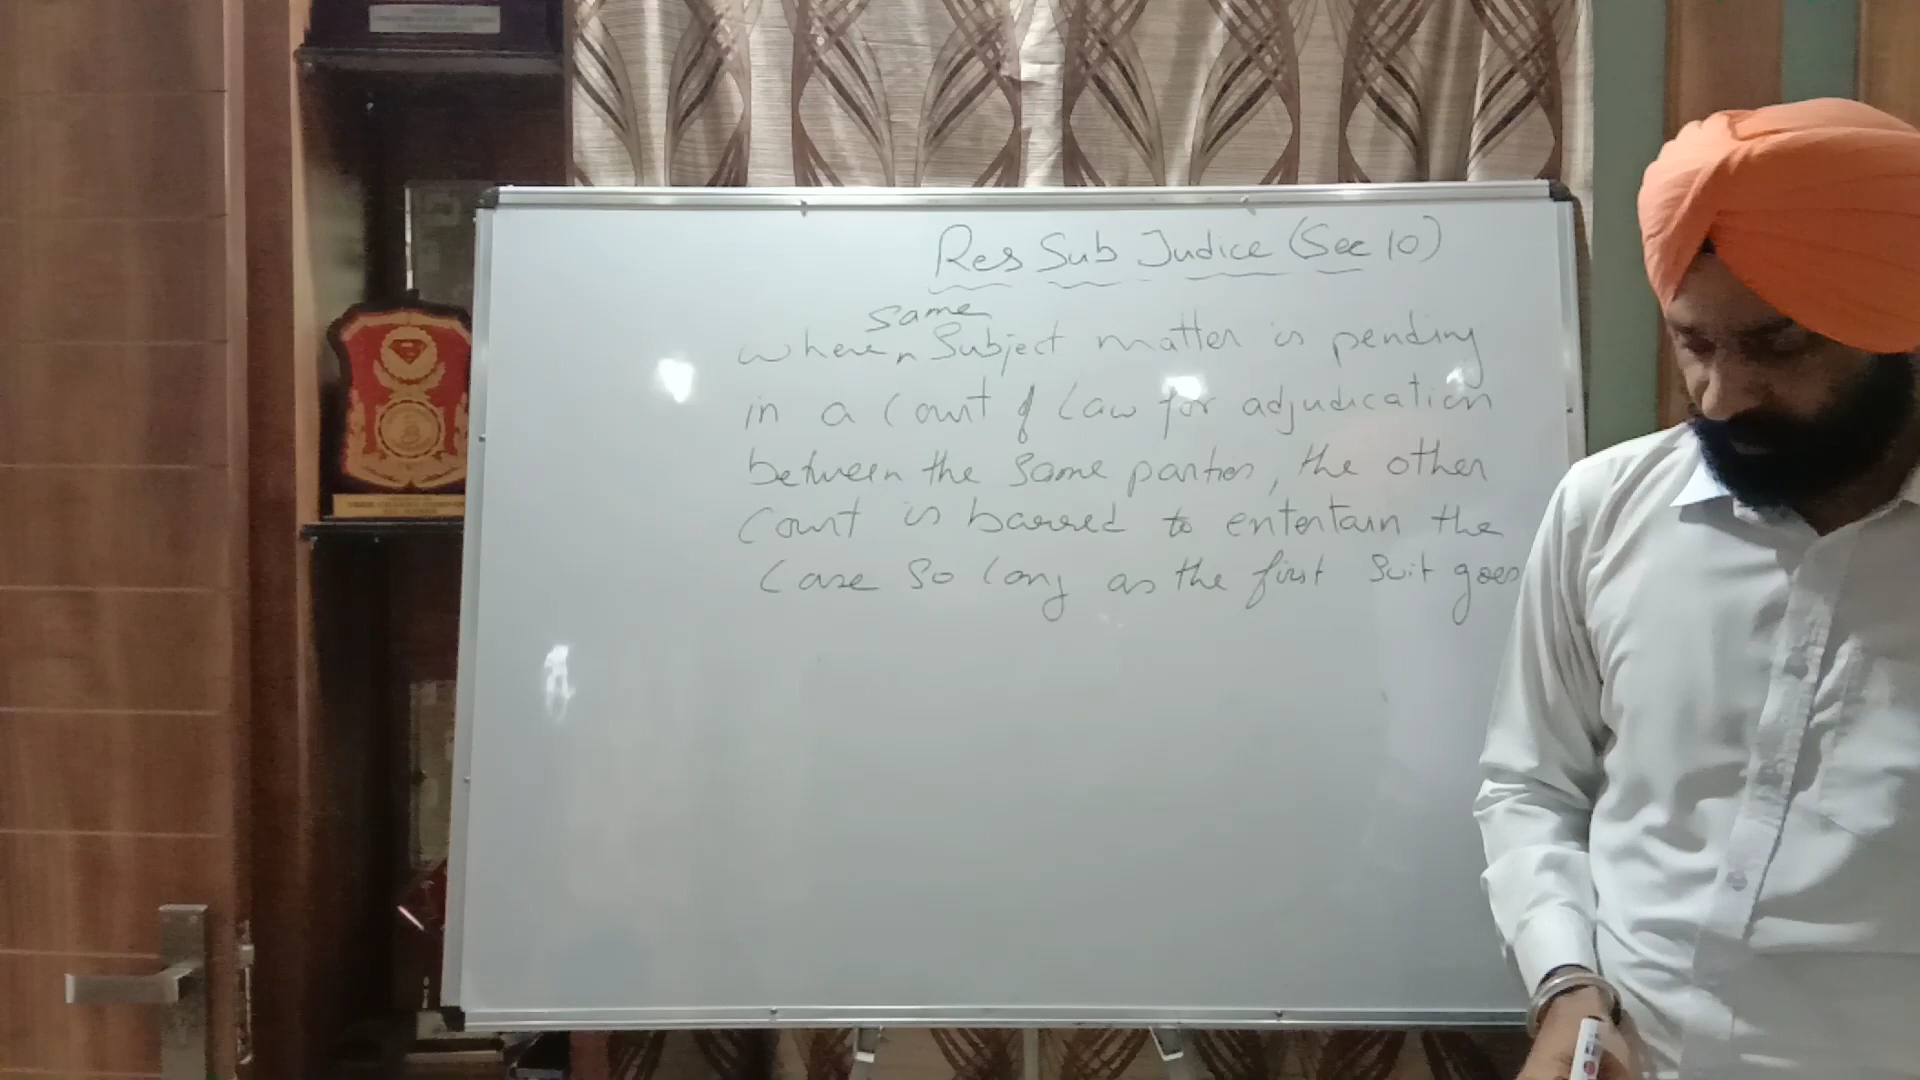 Res Sub Judice (Sec 10)
same
where ^ Subject matter is pending
in a Court of Law for adjudication
between the same parties, the other
Court is barred to entertain the
Case so long as the first suit goes